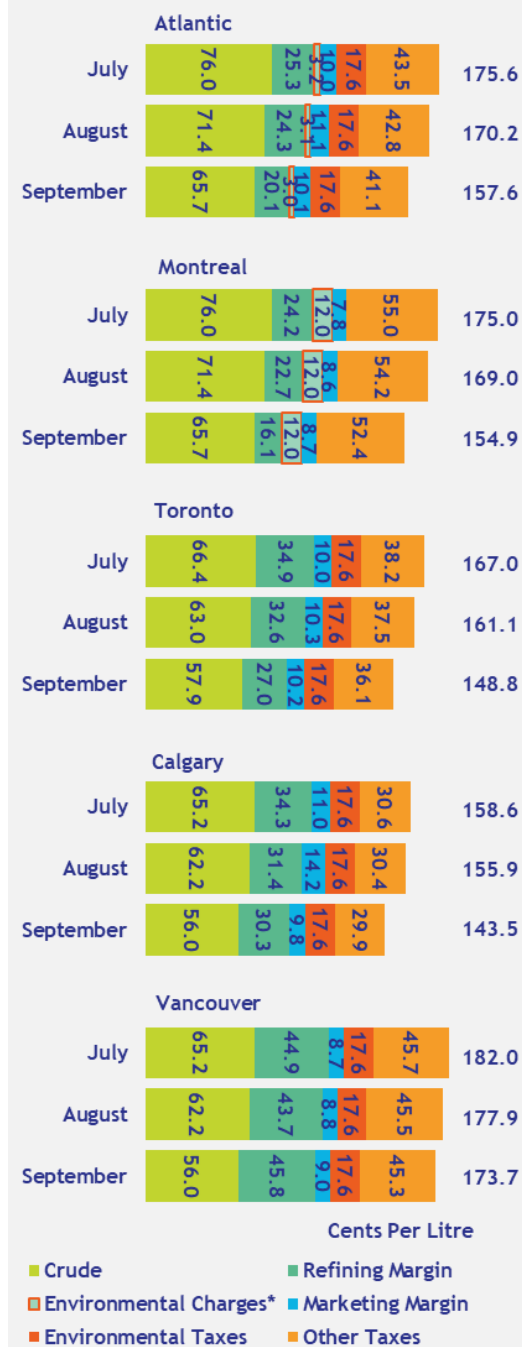 Atlantic
July 76.0 25.3 3.2 10.0 17.6 43.5 175.6
August 71.4 24.3 3.1 11.1 17.6 42.8 170.2
September 65.7 20.1 3.0 10.1 17.6 41.1 157.6
Montreal
July 76.0 24.2 12.0 7.8 55.0 175.0
August 71.4 22.7 12.0 8.6 54.2 169.0
September 65.7 16.1 12.0 8.7 52.4 154.9
Toronto
July 66.4 34.9 10.0 17.6 38.2 167.0
August 63.0 32.6 10.3 17.6 37.5 161.1
September 57.9 27.0 10.2 17.6 36.1 148.8
Calgary
July 65.2 34.3 11.0 17.6 30.6 158.6
August 62.2 31.4 14.2 17.6 30.4 155.9
September 56.0 30.3 9.8 17.6 29.9 143.5
Vancouver
July 65.2 44.9 8.7 17.6 45.7 182.0
August 62.2 43.7 8.8 17.6 45.5 177.9
September 56.0 45.8 9.0 17.6 45.3 173.7
Cents Per Litre
Crude Refining Margin
Environmental Charges* Marketing Margin
Environmental Taxes Other Taxes